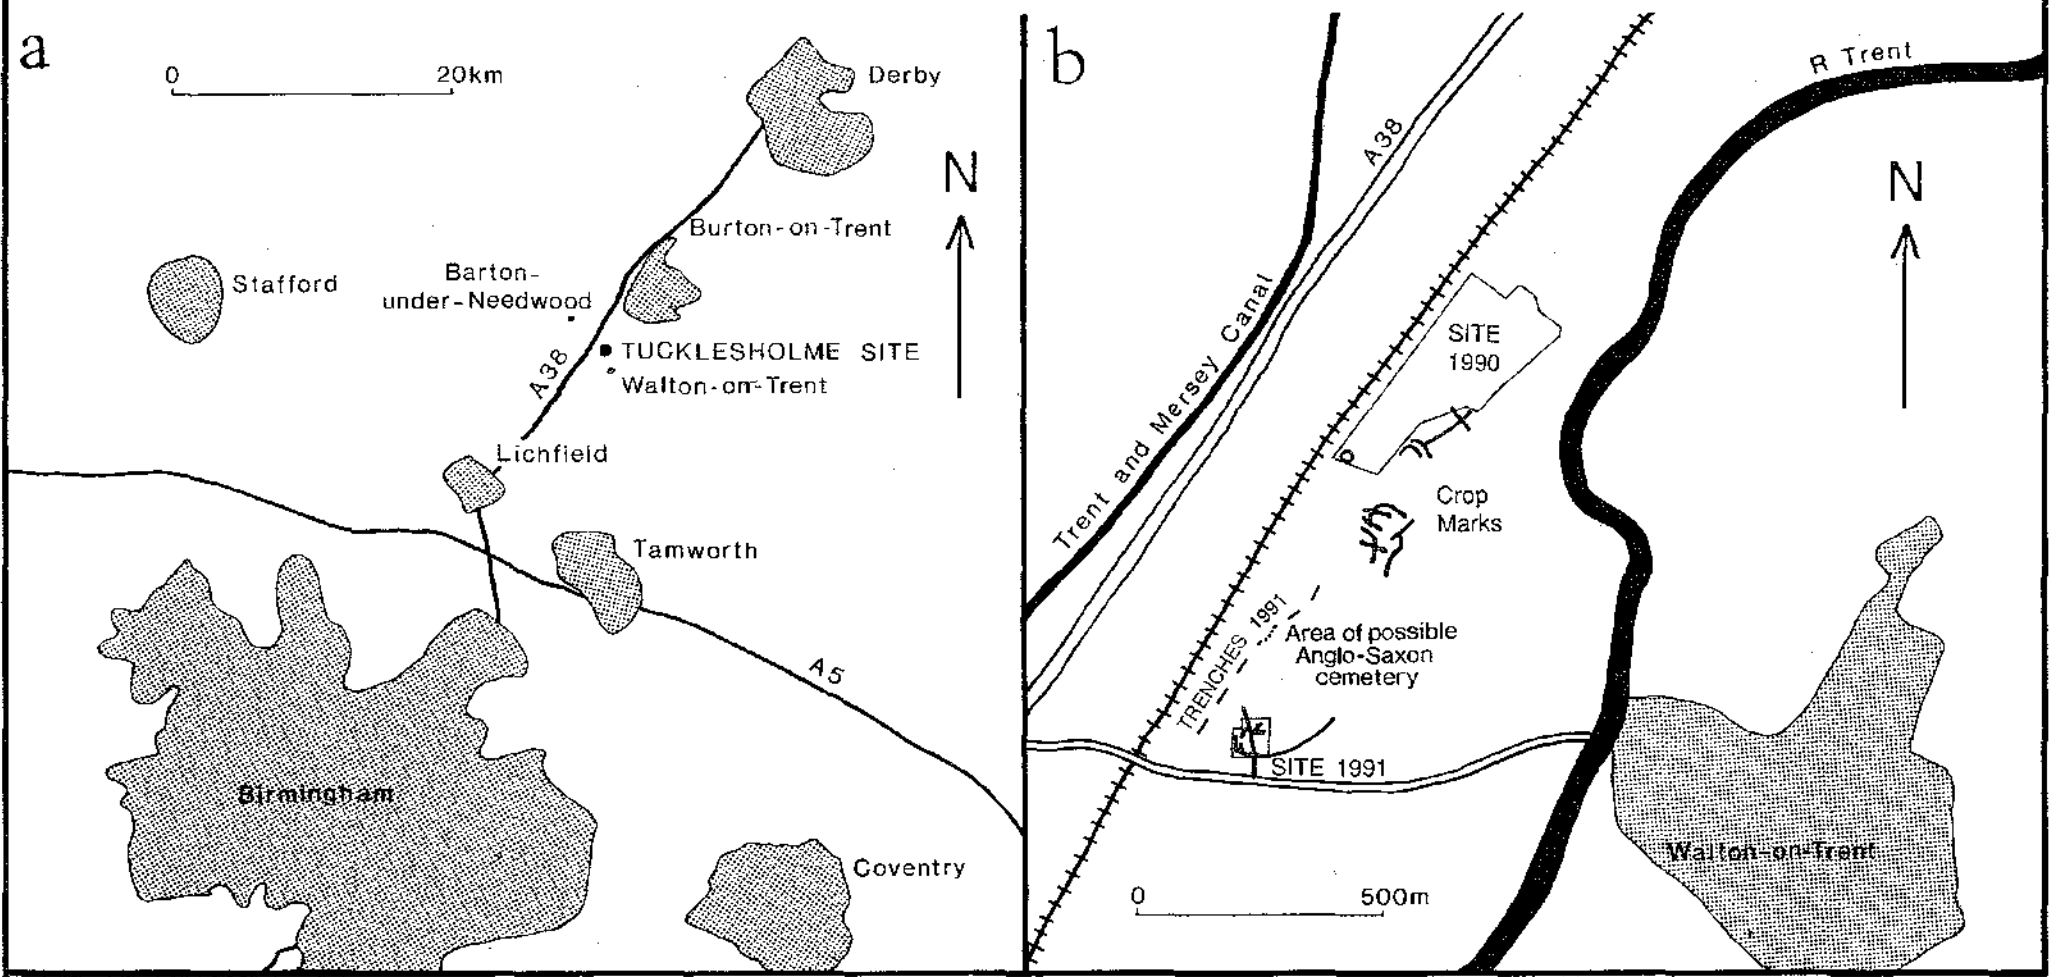 a
0 20km
Derby
N
Burton-on-Trent
Stafford
Barton-
under-Needwood
TUCKLESHOLME SITE
A38
Walton-on-Trent
Lichfield
Tamworth
A5
Birmingham
Coventry
b
R Trent
A38
N
Trent and Mersey Canal
SITE
1990
Crop
Marks
TRENCHES 1991
Area of possible
Anglo-Saxon
cemetery
SITE 1991
Walton-on-Trent
0 500m